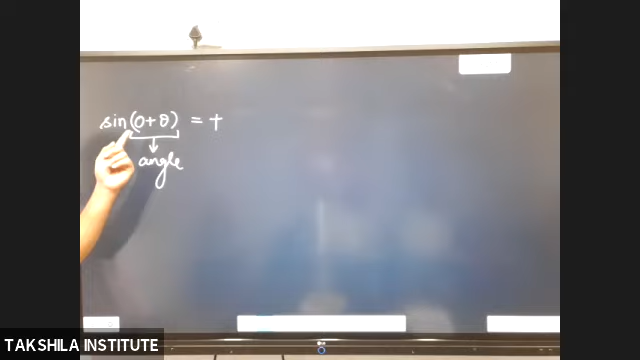 sin(0+θ) = +
angle
TAKSHILA INSTITUTE